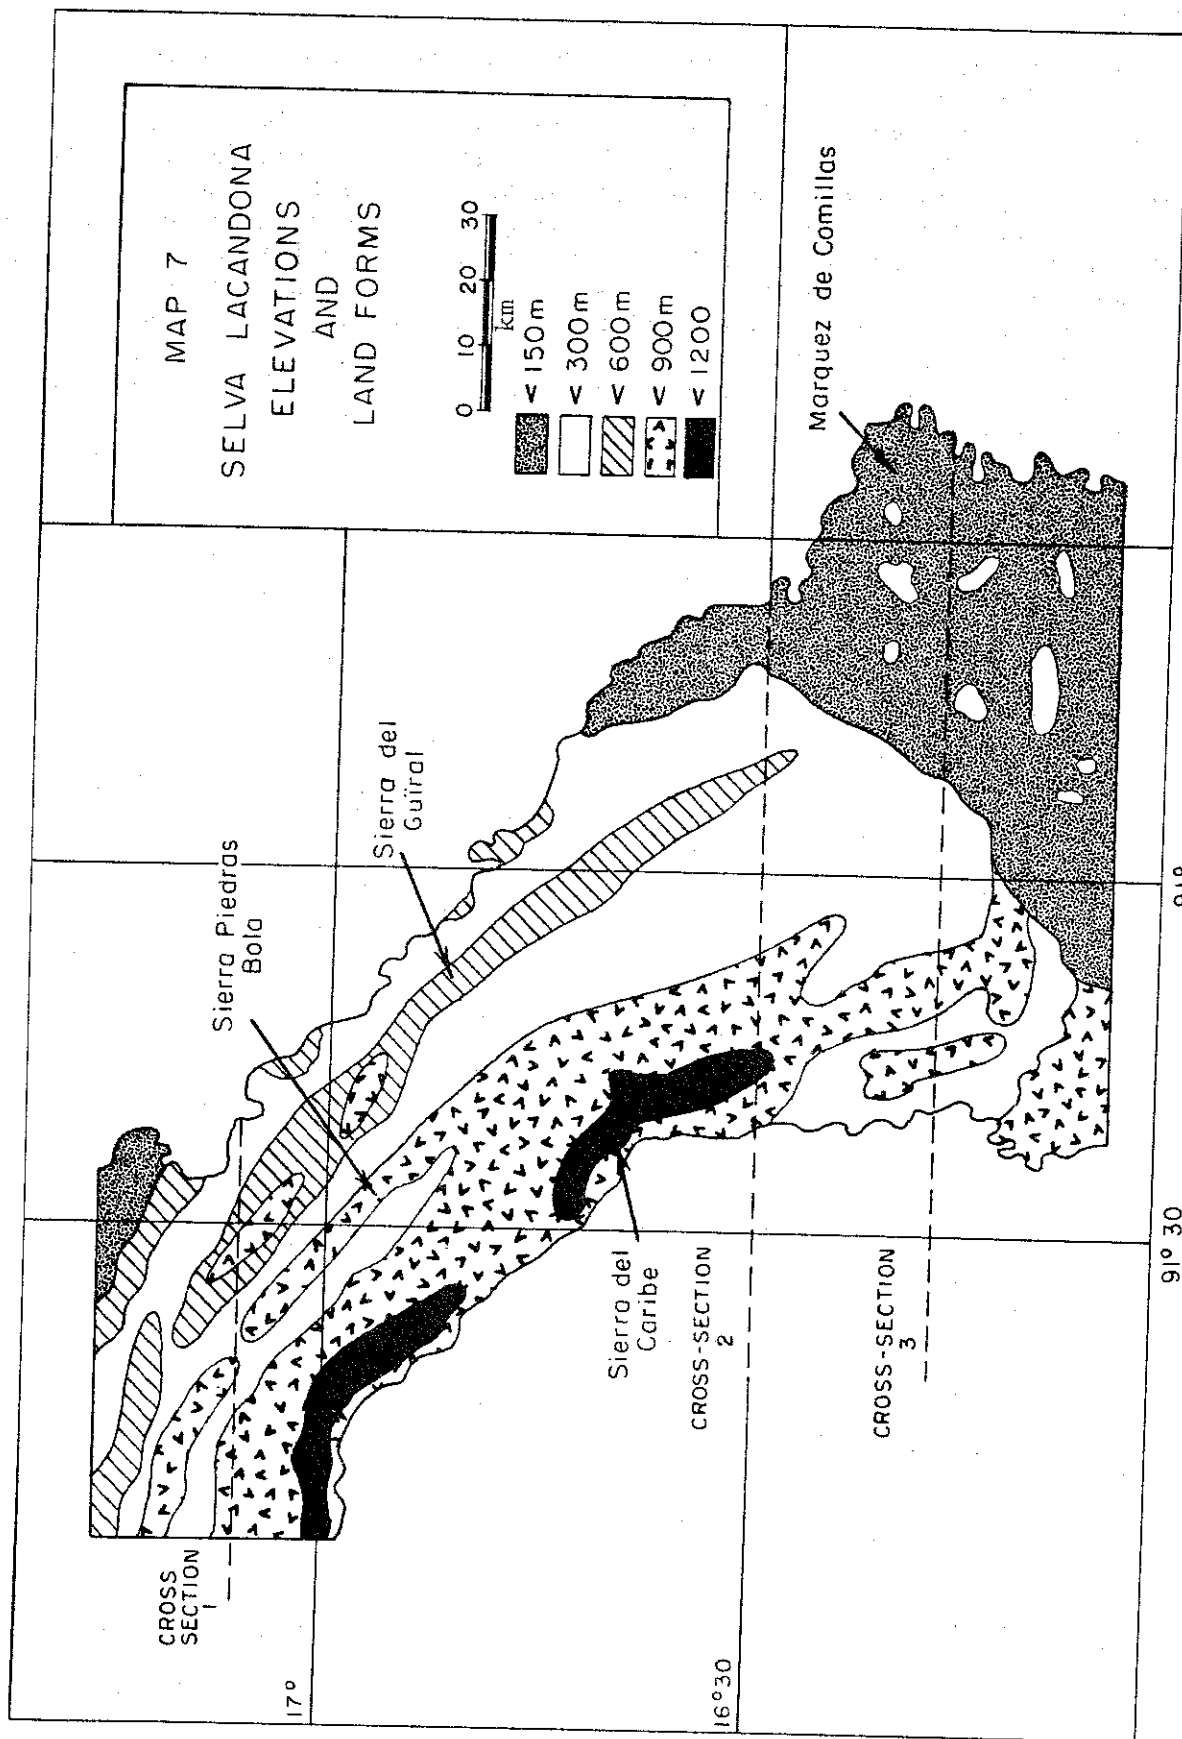 MAP 7
SELVA LACANDONA
ELEVATIONS
AND
LAND FORMS
0 10 20 30
km
< 150 m
< 300 m
< 600 m
< 900 m
< 1200
Marquez de Comillas
Sierra del
Guïral
Sierra Piedras
Bola
Sierra del
Caribe
CROSS
SECTION
1
CROSS-SECTION
2
CROSS-SECTION
3
17°
16°30
91° 30
91°